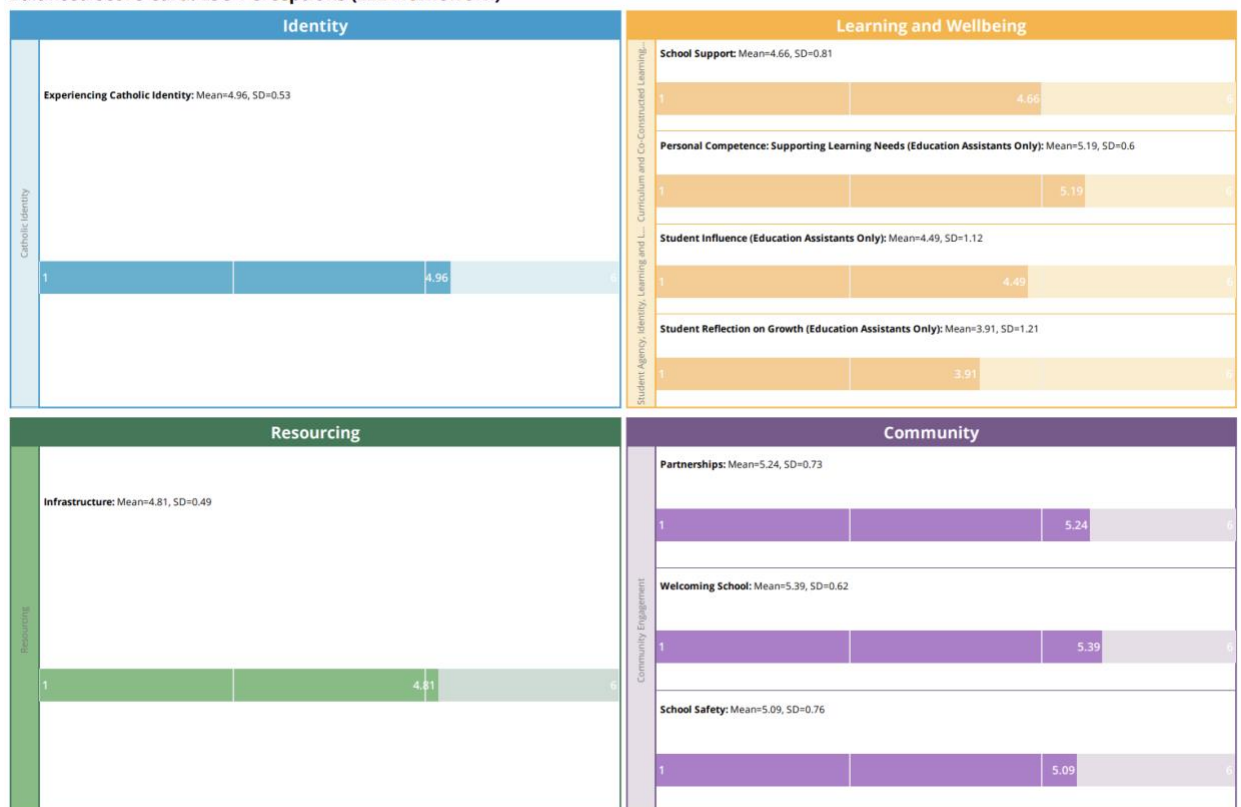 Identity
Catholic Identity
Experiencing Catholic Identity: Mean=4.96, SD=0.53
1 4.96 6
Learning and Wellbeing
Curriculum and Co-Constructed Learning...
School Support: Mean=4.66, SD=0.81
1 4.66 6
Personal Competence: Supporting Learning Needs (Education Assistants Only): Mean=5.19, SD=0.6
1 5.19 6
Student Agency, Identity, Learning and L...
Student Influence (Education Assistants Only): Mean=4.49, SD=1.12
1 4.49 6
Student Reflection on Growth (Education Assistants Only): Mean=3.91, SD=1.21
1 3.91 6
Resourcing
Resourcing
Infrastructure: Mean=4.81, SD=0.49
1 4.81 6
Community
Community Engagement
Partnerships: Mean=5.24, SD=0.73
1 5.24 6
Welcoming School: Mean=5.39, SD=0.62
1 5.39 6
School Safety: Mean=5.09, SD=0.76
1 5.09 6